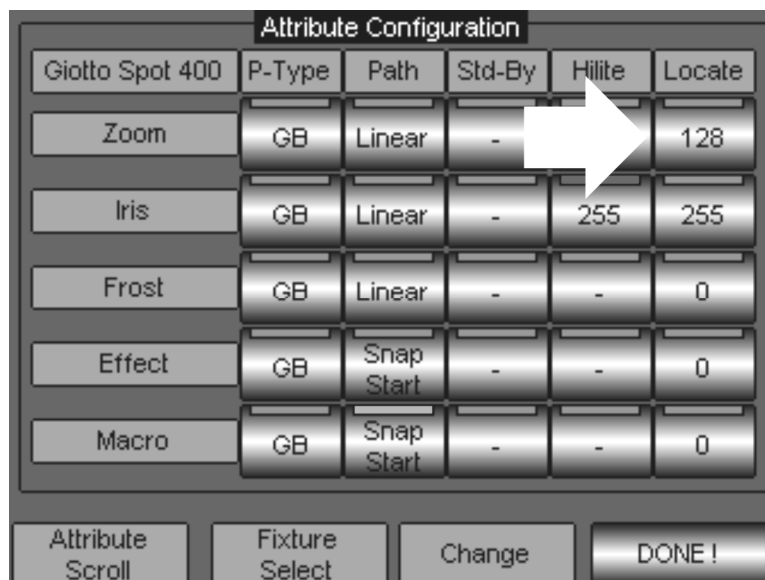 Attribute Configuration
Giotto Spot 400 P-Type Path Std-By Hilite Locate
Zoom GB Linear - 128
Iris GB Linear - 255 255
Frost GB Linear - - 0
Effect GB Snap Start - - 0
Macro GB Snap Start - - 0
Attribute Scroll Fixture Select Change DONE !